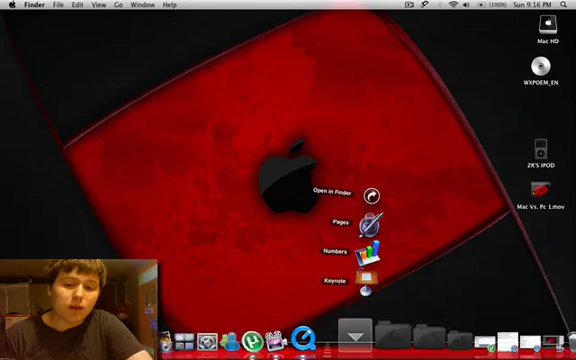 Finder File Edit View Go Window Help
(100%) Sun 9:16 PM
Mac HD
WXPOEM_EN
ZR'S IPOD
Open in Finder
Mac Vs. Pc 1.mov
Pages
Numbers
Keynote